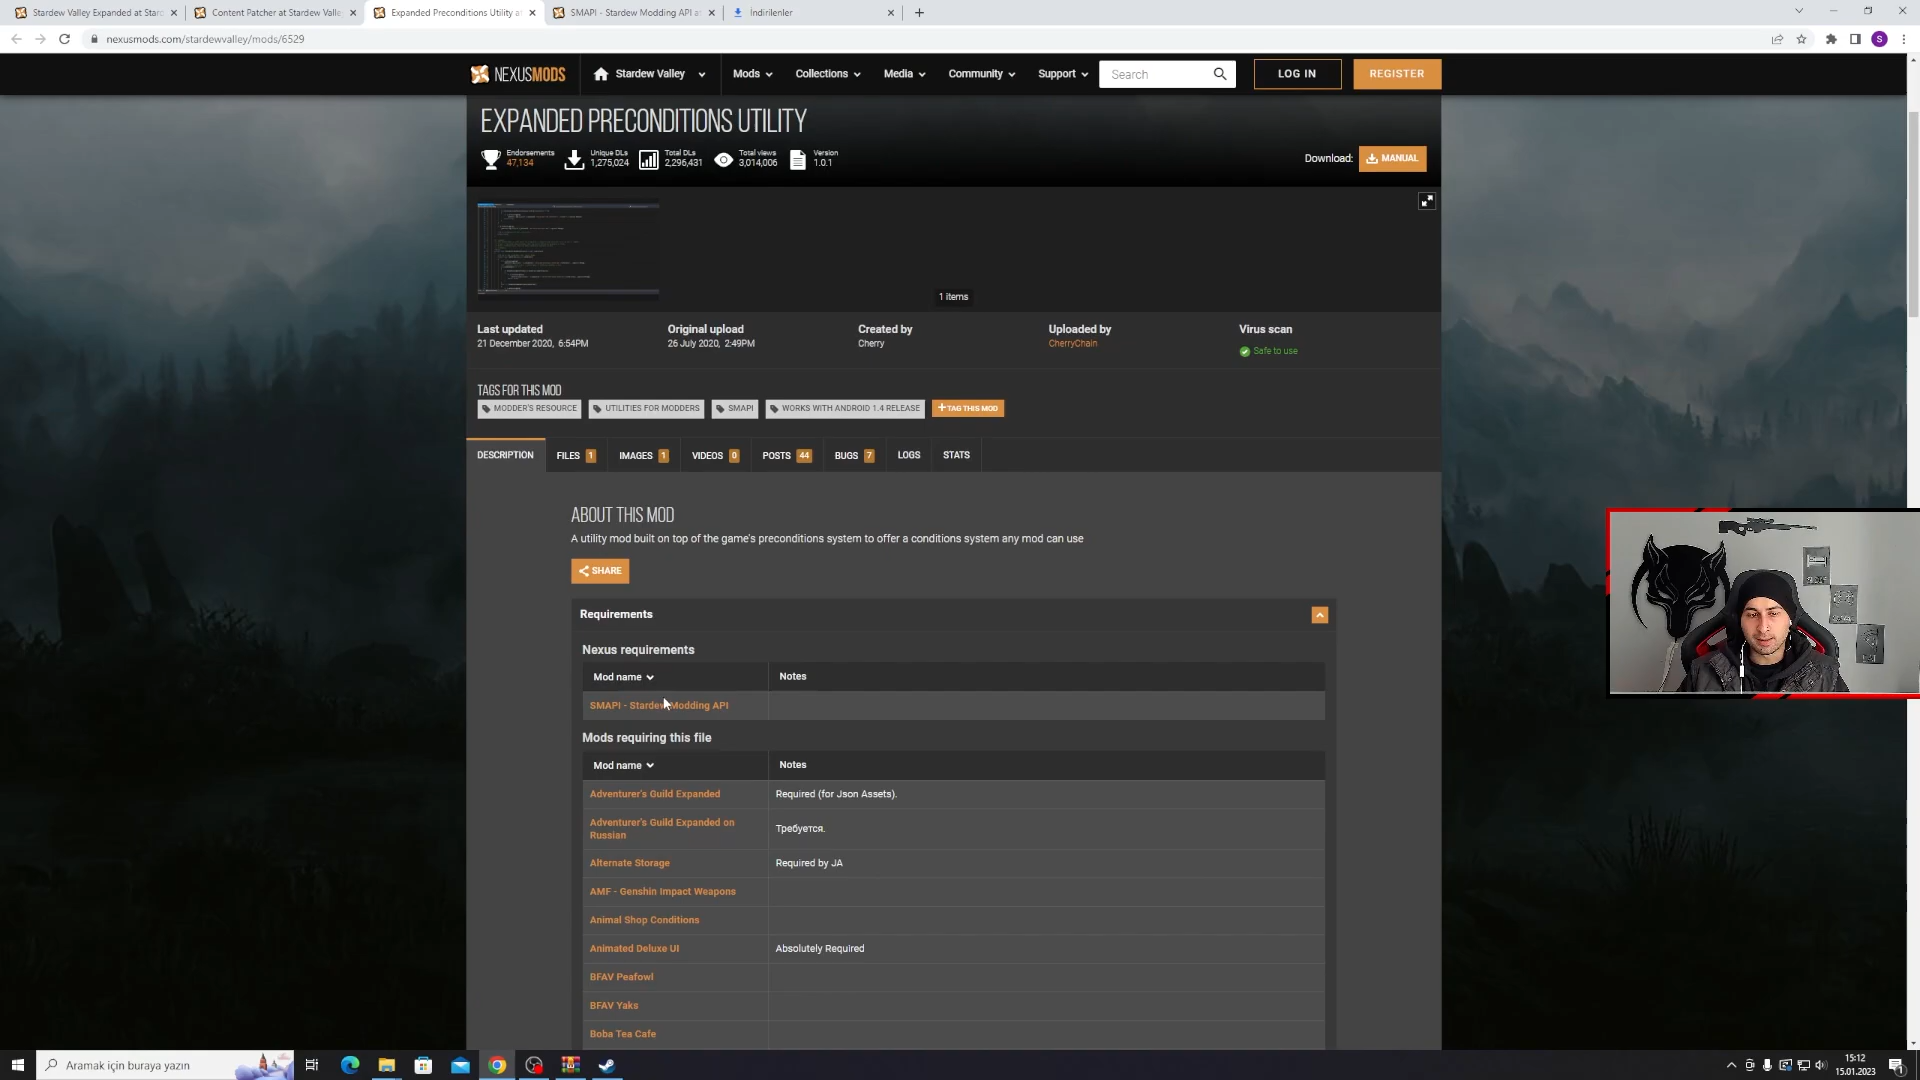 Stardew Valley Expanded at Stard
Content Patcher at Stardew Valle
Expanded Preconditions Utility at
SMAPI - Stardew Modding API at
İndirilenler
nexusmods.com/stardewvalley/mods/6529
S
NEXUSMODS
Stardew Valley
Mods
Collections
Media
Community
Support
Search
LOG IN
REGISTER
EXPANDED PRECONDITIONS UTILITY
Endorsements
47,134
Unique DLs
1,275,024
Total DLs
2,296,431
Total views
3,014,006
Version
1.0.1
Download:
MANUAL
1 items
Last updated
21 December 2020, 6:54PM
Original upload
26 July 2020, 2:49PM
Created by
Cherry
Uploaded by
CherryChain
Virus scan
Safe to use
TAGS FOR THIS MOD
MODDER'S RESOURCE
UTILITIES FOR MODDERS
SMAPI
WORKS WITH ANDROID 1.4 RELEASE
+TAG THIS MOD
DESCRIPTION
FILES 1
IMAGES 1
VIDEOS 0
POSTS 44
BUGS 7
LOGS
STATS
ABOUT THIS MOD
A utility mod built on top of the game's preconditions system to offer a conditions system any mod can use
SHARE
Requirements
Nexus requirements
Mod name
Notes
SMAPI - Stardew Modding API
Mods requiring this file
Mod name
Notes
Adventurer's Guild Expanded
Required (for Json Assets).
Adventurer's Guild Expanded on
Russian
Требуется.
Alternate Storage
Required by JA
AMF - Genshin Impact Weapons
Animal Shop Conditions
Animated Deluxe UI
Absolutely Required
BFAV Peafowl
BFAV Yaks
Boba Tea Cafe
Aramak için buraya yazın
15:12
15.01.2023
1